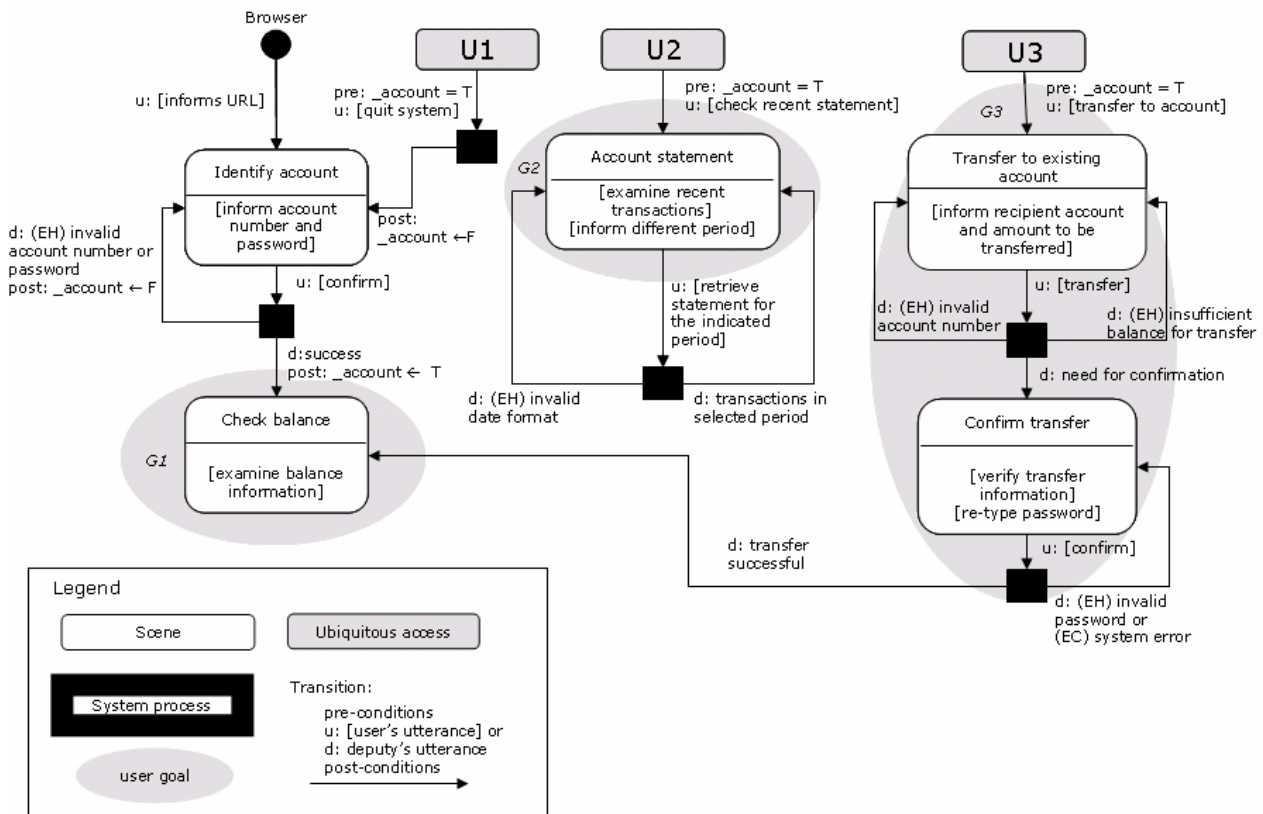 Browser
U1
U2
U3
u: [informs URL]
pre: _account = T
u: [quit system]
pre: _account = T
u: [check recent statement]
pre: _account = T
u: [transfer to account]
G3
Identify account
[inform account
number and
password]
post:
_account ←F
d: (EH) invalid
account number or
password
post: _account ← F
u: [confirm]
d:success
post: _account ← T
Check balance
G1
[examine balance
information]
G2
Account statement
[examine recent
transactions]
[inform different period]
u: [retrieve
statement for
the indicated
period]
d: (EH) invalid
date format
d: transactions in
selected period
Transfer to existing
account
[inform recipient account
and amount to be
transferred]
u: [transfer]
d: (EH) invalid
account number
d: (EH) insufficient
balance for transfer
d: need for confirmation
Confirm transfer
[verify transfer
information]
[re-type password]
u: [confirm]
d: transfer
successful
d: (EH) invalid
password or
(EC) system error
Legend
Scene
Ubiquitous access
System process
user goal
Transition:
pre-conditions
u: [user's utterance] or
d: deputy's utterance
post-conditions